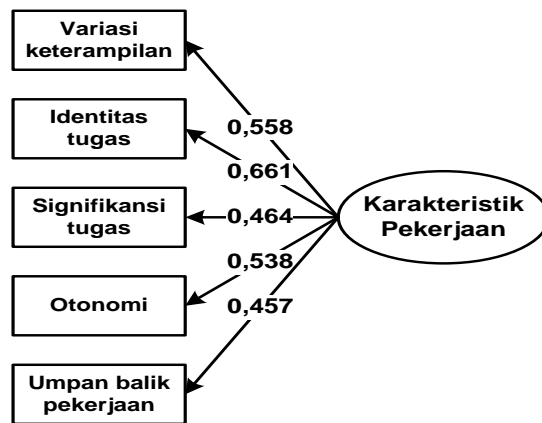 Variasi
keterampilan
Identitas
tugas
Signifikansi
tugas
Otonomi
Umpan balik
pekerjaan
0,558
0,661
0,464
0,538
0,457
Karakteristik
Pekerjaan